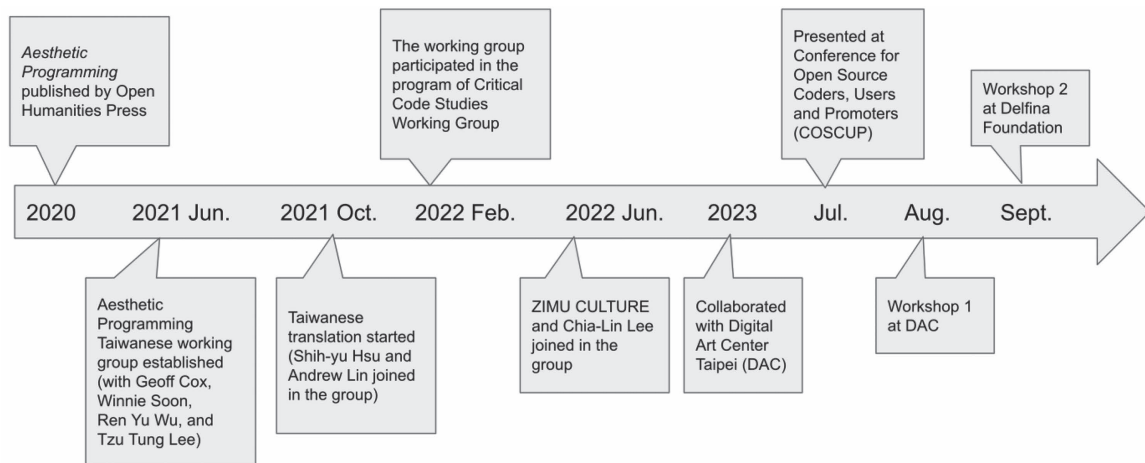 Aesthetic
Programming
published by Open
Humanities Press
The working group
participated in the
program of Critical
Code Studies
Working Group
Presented at
Conference for
Open Source
Coders, Users
and Promoters
(COSCUP)
Workshop 2
at Delfina
Foundation
2020
2021 Jun.
2021 Oct.
2022 Feb.
2022 Jun.
2023
Jul.
Aug.
Sept.
Aesthetic
Programming
Taiwanese working
group established
(with Geoff Cox,
Winnie Soon,
Ren Yu Wu, and
Tzu Tung Lee)
Taiwanese
translation started
(Shih-yu Hsu and
Andrew Lin joined
in the group)
ZIMU CULTURE
and Chia-Lin Lee
joined in the
group
Collaborated
with Digital
Art Center
Taipei (DAC)
Workshop 1
at DAC